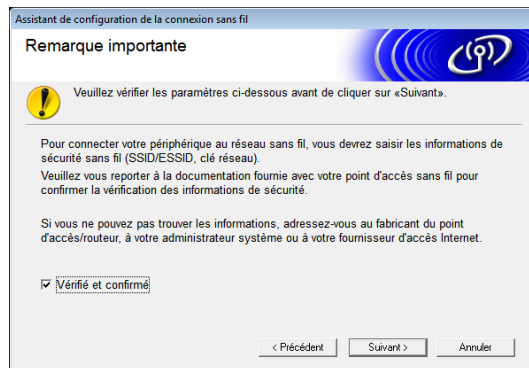 Assistant de configuration de la connexion sans fil
Remarque importante
Veuillez vérifier les paramètres ci-dessous avant de cliquer sur «Suivant».
Pour connecter votre périphérique au réseau sans fil, vous devrez saisir les informations de
sécurité sans fil (SSID/ESSID, clé réseau).
Veuillez vous reporter à la documentation fournie avec votre point d'accès sans fil pour
confirmer la vérification des informations de sécurité.
Si vous ne pouvez pas trouver les informations, adressez-vous au fabricant du point
d'accès/routeur, à votre administrateur système ou à votre fournisseur d'accès Internet.
Vérifié et confirmé
< Précédent Suivant > Annuler